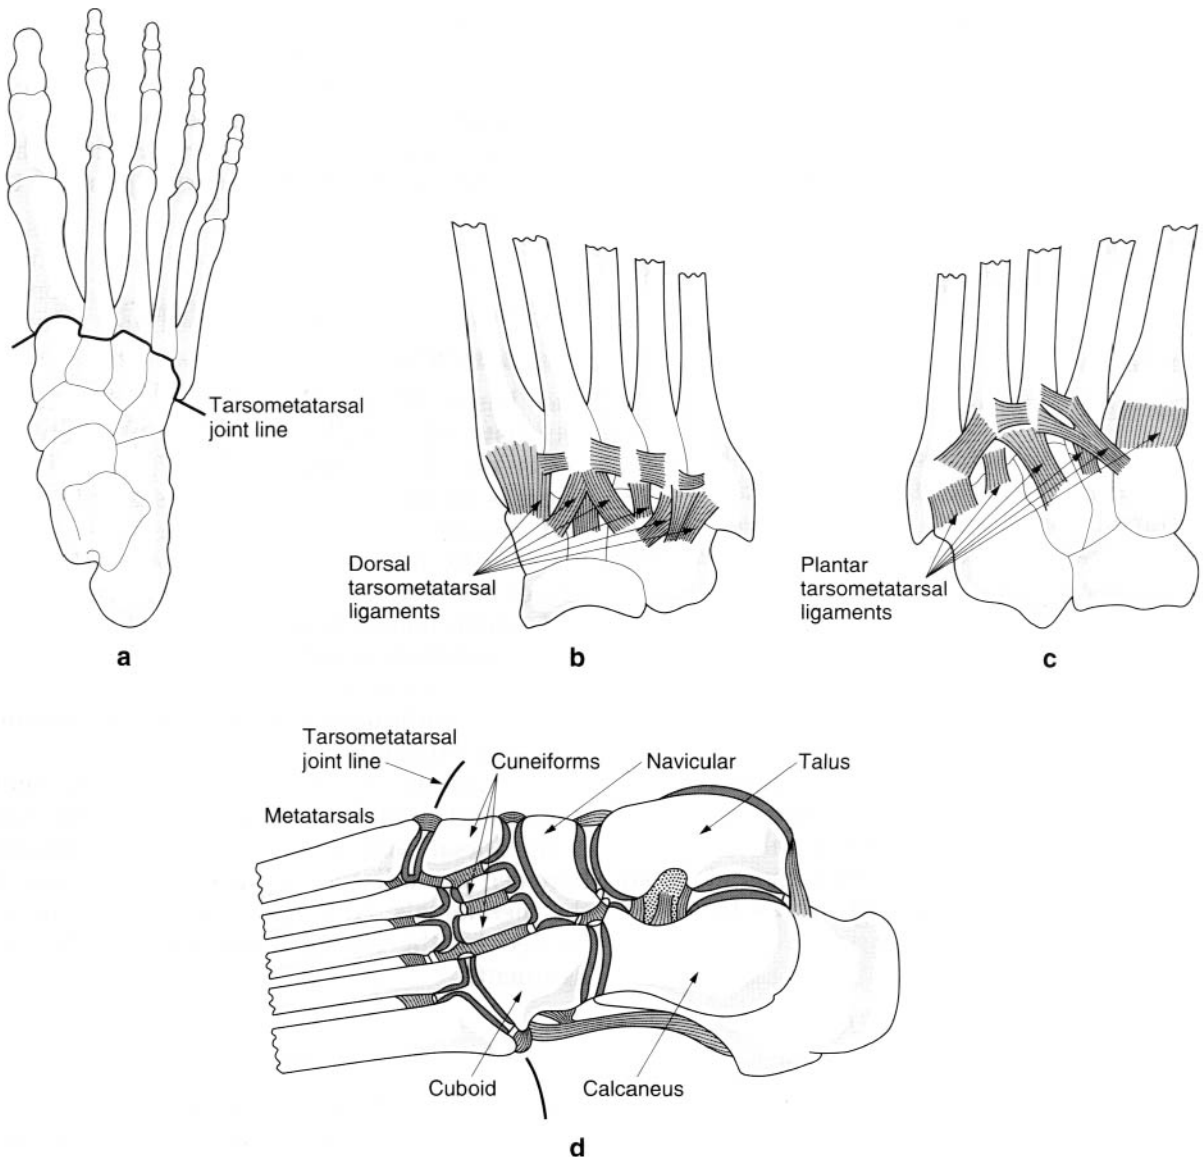 Tarsometatarsal
joint line
a
Dorsal
tarsometatarsal
ligaments
b
Plantar
tarsometatarsal
ligaments
c
Tarsometatarsal
joint line
Cuneiforms
Navicular
Talus
Metatarsals
Cuboid
Calcaneus
d